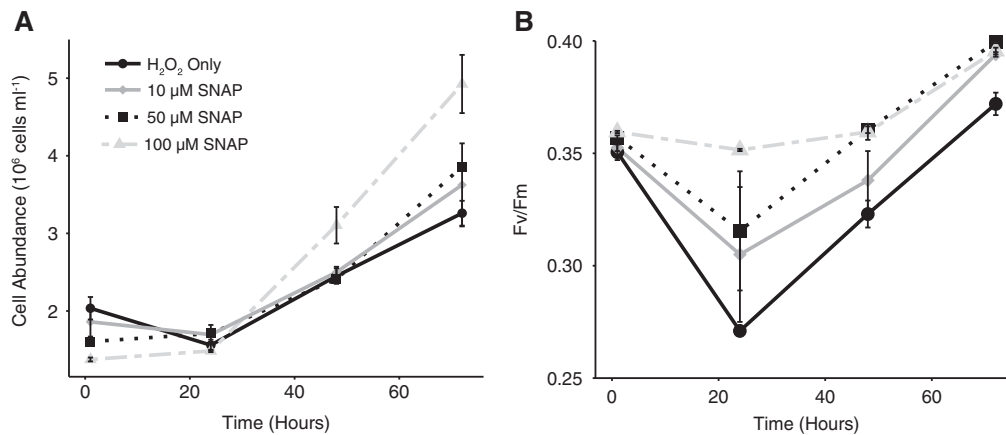 A
Cell Abundance (10⁶ cells ml⁻¹)
5
4
3
2
H₂O₂ Only
10 µM SNAP
50 µM SNAP
100 µM SNAP
0
20
40
60
Time (Hours)
B
Fv/Fm
0.40
0.35
0.30
0.25
0
20
40
60
Time (Hours)